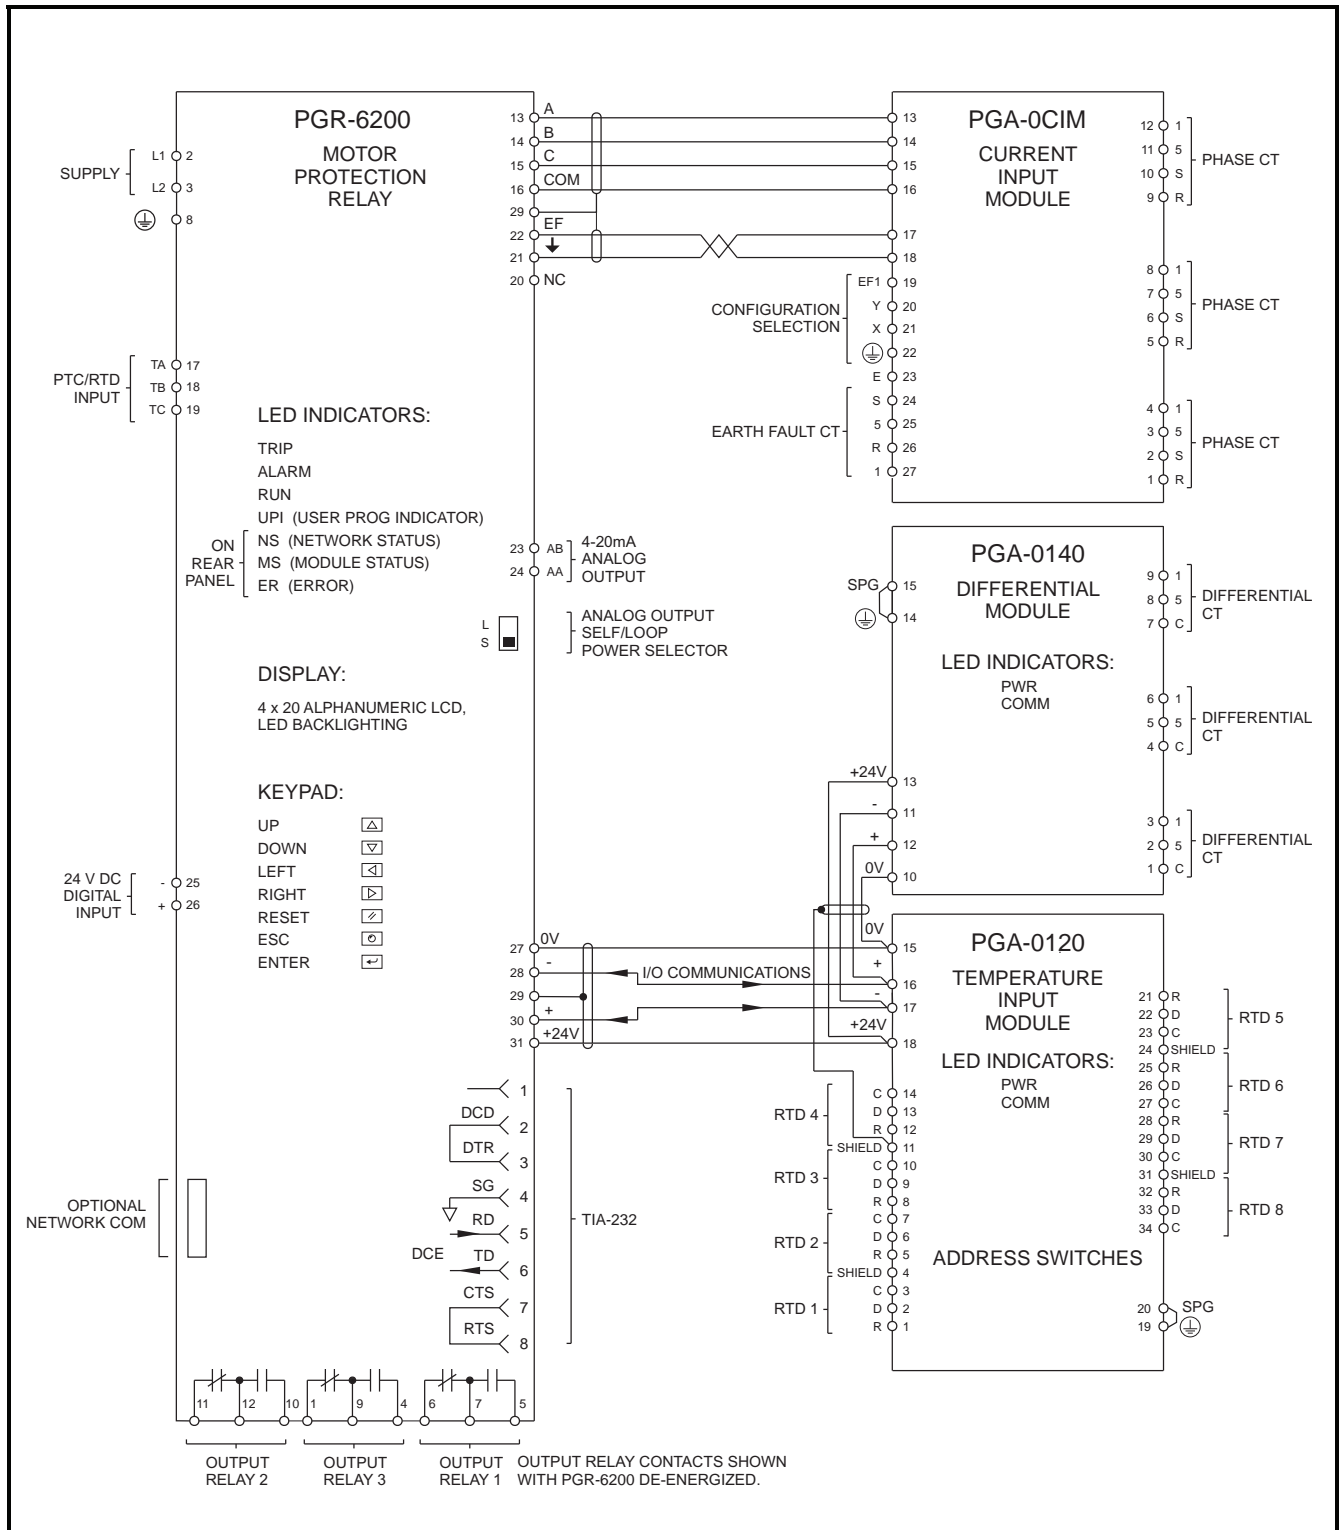 PGR-6200
MOTOR
PROTECTION
RELAY
SUPPLY
L1 2
L2 3
8
PTC/RTD
INPUT
TA 17
TB 18
TC 19
13 A
14 B
15 C
16 COM
29
22 EF
21
20 NC
LED INDICATORS:
TRIP
ALARM
RUN
UPI (USER PROG INDICATOR)
ON
REAR
PANEL
NS (NETWORK STATUS)
MS (MODULE STATUS)
ER (ERROR)
23 AB
24 AA
4-20mA
ANALOG
OUTPUT
L
S
ANALOG OUTPUT
SELF/LOOP
POWER SELECTOR
DISPLAY:
4 x 20 ALPHANUMERIC LCD,
LED BACKLIGHTING
KEYPAD:
UP
DOWN
LEFT
RIGHT
RESET
ESC
ENTER
24 V DC
DIGITAL
INPUT
- 25
+ 26
27 0V
28 -
29
30 +
31 +24V
I/O COMMUNICATIONS
1
DCD
2
DTR
3
SG
4
RD
5
DCE
TD
6
CTS
7
RTS
8
TIA-232
OPTIONAL
NETWORK COM
11 12 10 1 9 4 6 7 5
OUTPUT
RELAY 2
OUTPUT
RELAY 3
OUTPUT
RELAY 1
OUTPUT RELAY CONTACTS SHOWN
WITH PGR-6200 DE-ENERGIZED.
PGA-0CIM
CURRENT
INPUT
MODULE
13
14
15
16
17
18
CONFIGURATION
SELECTION
EF1 19
Y 20
X 21
22
E 23
EARTH FAULT CT
S 24
5 25
R 26
1 27
12 1
11 5
10 S
9 R
PHASE CT
8 1
7 5
6 S
5 R
PHASE CT
4 1
3 5
2 S
1 R
PHASE CT
PGA-0140
DIFFERENTIAL
MODULE
LED INDICATORS:
PWR
COMM
SPG 15
14
+24V 13
- 11
+ 12
0V 10
9 1
8 5
7 C
DIFFERENTIAL
CT
6 1
5 5
4 C
DIFFERENTIAL
CT
3 1
2 5
1 C
DIFFERENTIAL
CT
PGA-0120
TEMPERATURE
INPUT
MODULE
LED INDICATORS:
PWR
COMM
ADDRESS SWITCHES
0V 15
+ 16
- 17
+24V 18
RTD 4
C 14
D 13
R 12
SHIELD 11
RTD 3
C 10
D 9
R 8
RTD 2
C 7
D 6
R 5
SHIELD 4
RTD 1
C 3
D 2
R 1
21 R
22 D
23 C
24 SHIELD
RTD 5
25 R
26 D
27 C
RTD 6
28 R
29 D
30 C
31 SHIELD
RTD 7
32 R
33 D
34 C
RTD 8
20 SPG
19